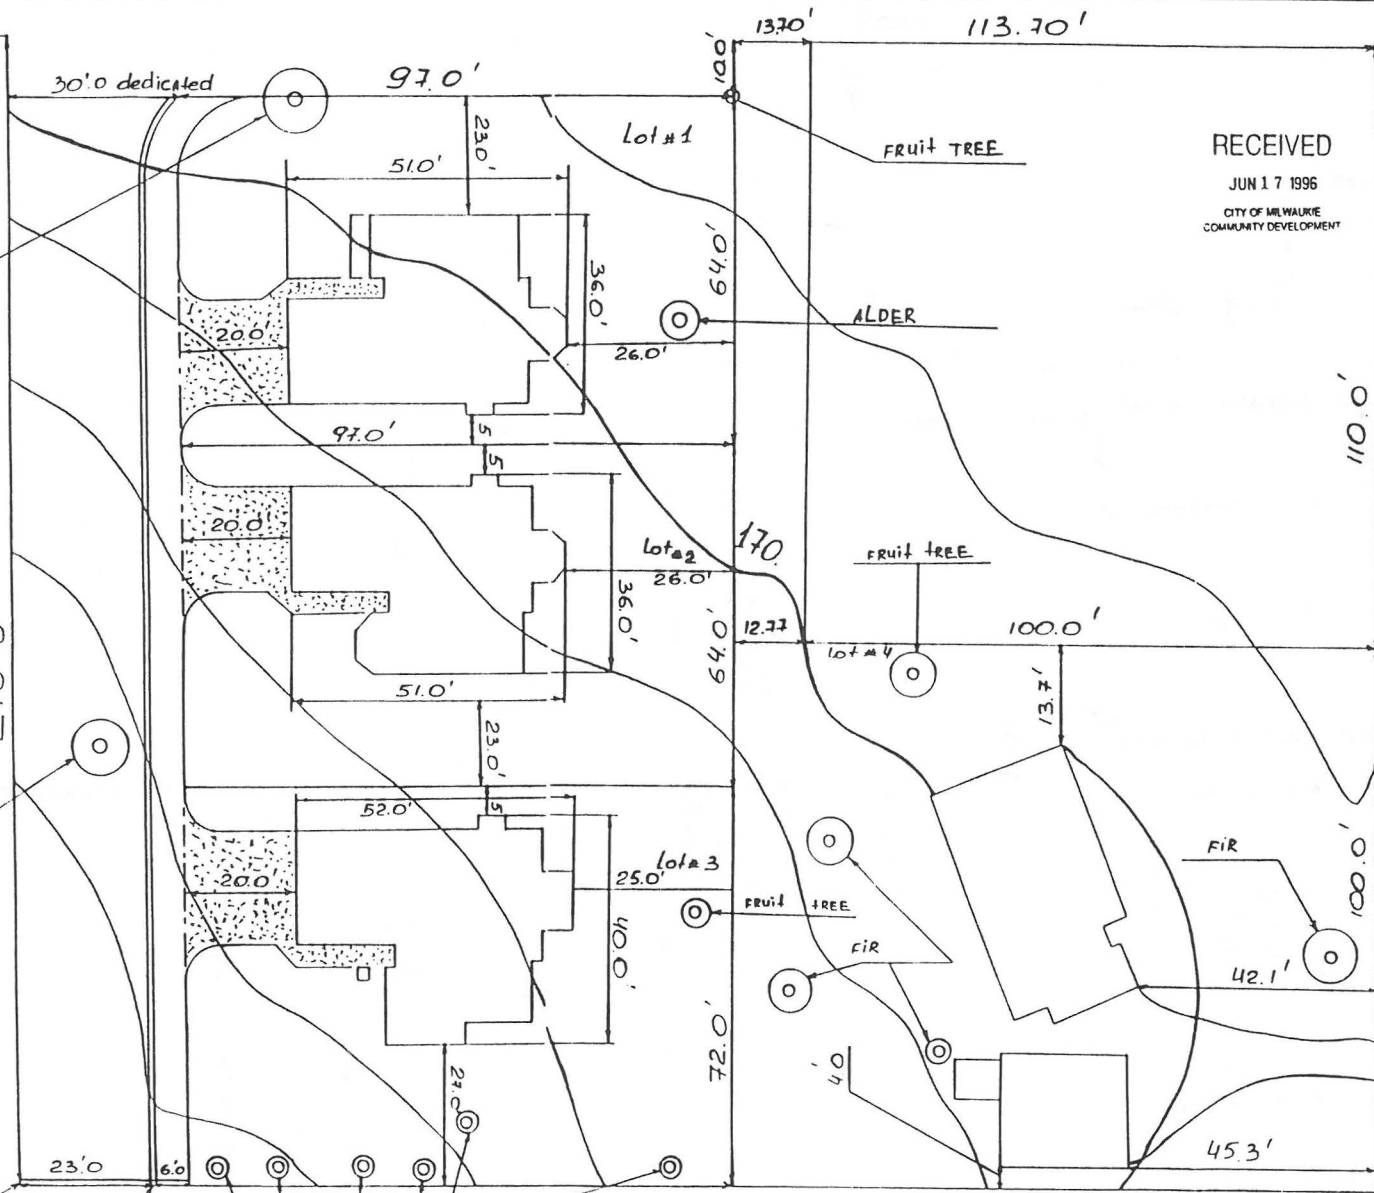 13.70'
113.70'
10.0'
30'.0 dedicated
97.0'
23.0'
Lot #1
FRUIT TREE
RECEIVED
JUN 17 1996
CITY OF MILWAUKIE
COMMUNITY DEVELOPMENT
51.0'
36.0'
64.0'
ALDER
20.0'
26.0'
110.0'
97.0'
5
5
20.0'
Lot #2
26.0'
170.
FRUIT TREE
36.0'
64.0'
12.77
100.0'
Lot #4
13.7'
51.0'
23.0'
52.0'
5
20.0
Lot #3
25.0'
FRUIT TREE
FIR
100.0'
40.0'
FIR
42.1'
72.0'
4.0'
45.3'
23'.0
6'.0